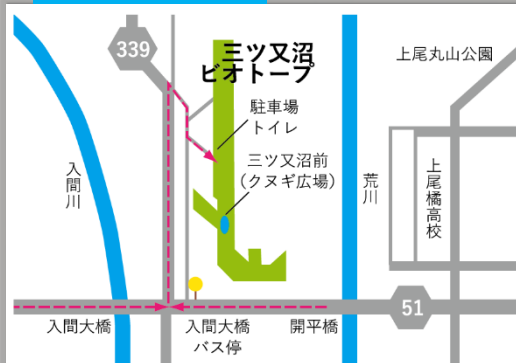 339
三ツ又沼
ビオトープ
上尾丸山公園
駐車場
トイレ
三ツ又沼前
(クヌギ広場)
入間川
荒川
上尾橘高校
51
入間大橋
入間大橋
バス停
開平橋